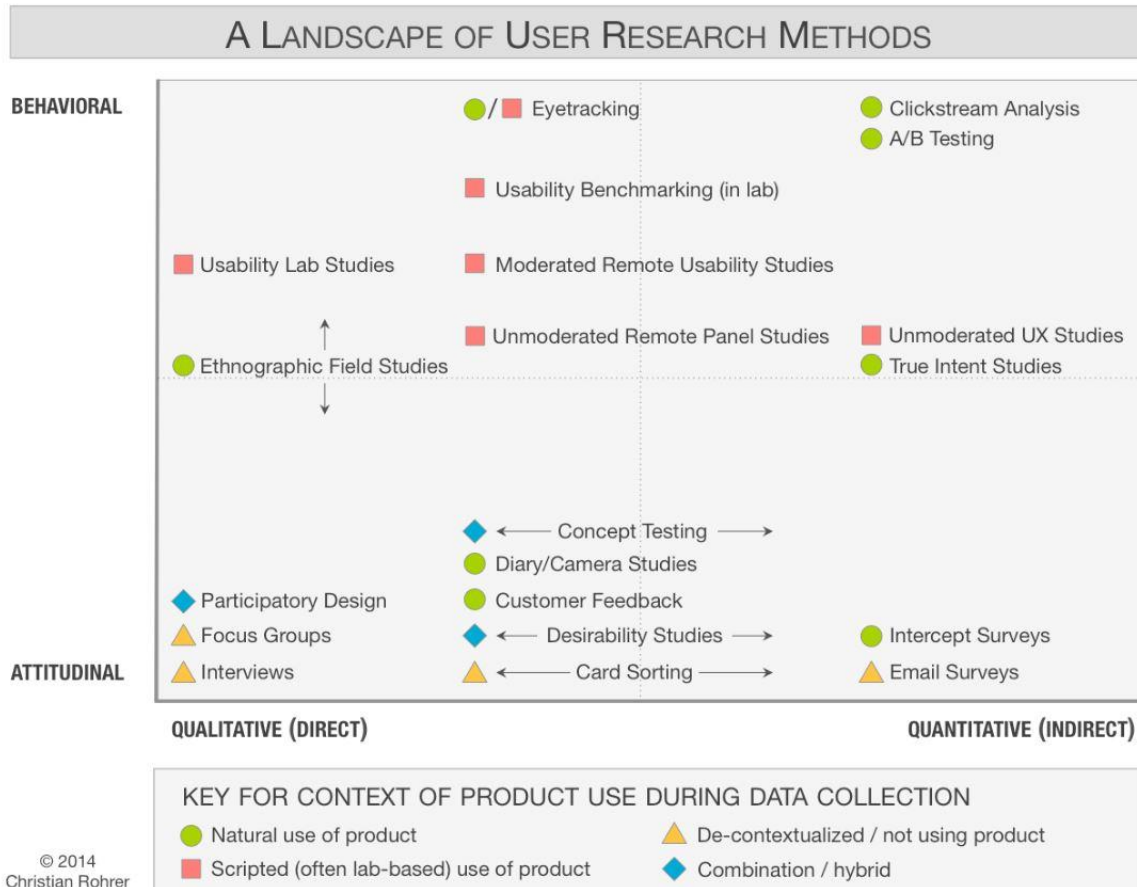 A LANDSCAPE OF USER RESEARCH METHODS
BEHAVIORAL
/ Eyetracking
Clickstream Analysis
A/B Testing
Usability Benchmarking (in lab)
Usability Lab Studies
Moderated Remote Usability Studies
Unmoderated Remote Panel Studies
Unmoderated UX Studies
Ethnographic Field Studies
True Intent Studies
Concept Testing
Diary/Camera Studies
Participatory Design
Customer Feedback
Focus Groups
Desirability Studies
Intercept Surveys
ATTITUDINAL
Interviews
Card Sorting
Email Surveys
QUALITATIVE (DIRECT)
QUANTITATIVE (INDIRECT)
KEY FOR CONTEXT OF PRODUCT USE DURING DATA COLLECTION
Natural use of product
De-contextualized / not using product
Scripted (often lab-based) use of product
Combination / hybrid
© 2014
Christian Rohrer